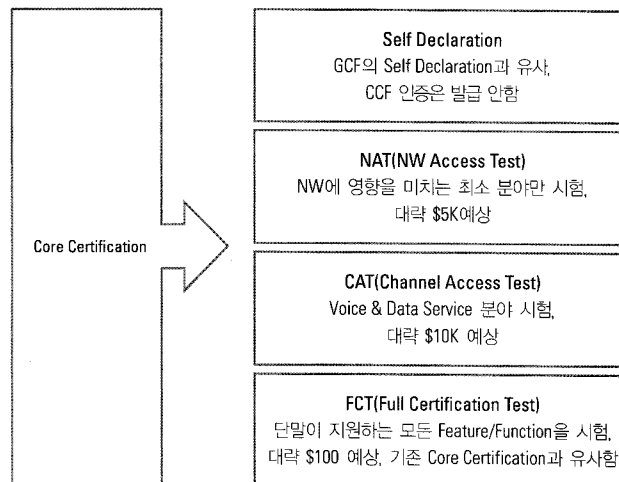 Core Certification
Self Declaration
GCF의 Self Declaration과 유사,
CCF 인증은 발급 안함
NAT(NW Access Test)
NW에 영향을 미치는 최소 분야만 시험,
대략 $5K예상
CAT(Channel Access Test)
Voice & Data Service 분야 시험,
대략 $10K 예상
FCT(Full Certification Test)
단말이 지원하는 모든 Feature/Function을 시험,
대략 $100 예상, 기존 Core Certification과 유사함